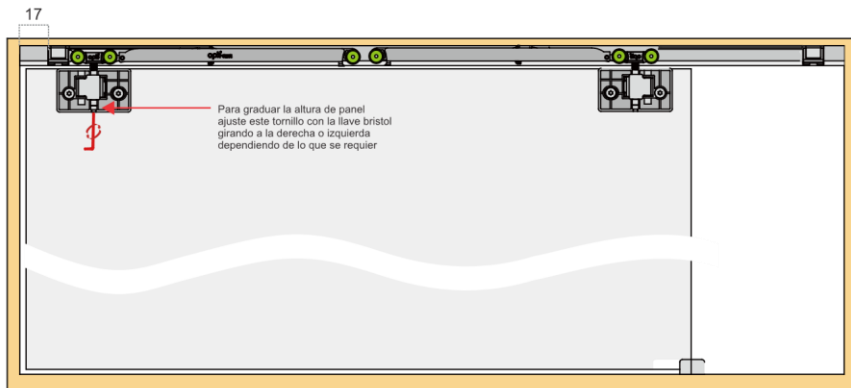 17
Para graduar la altura de panel
ajuste este tornillo con la llave bristol
girando a la derecha o izquierda
dependiendo de lo que se requier